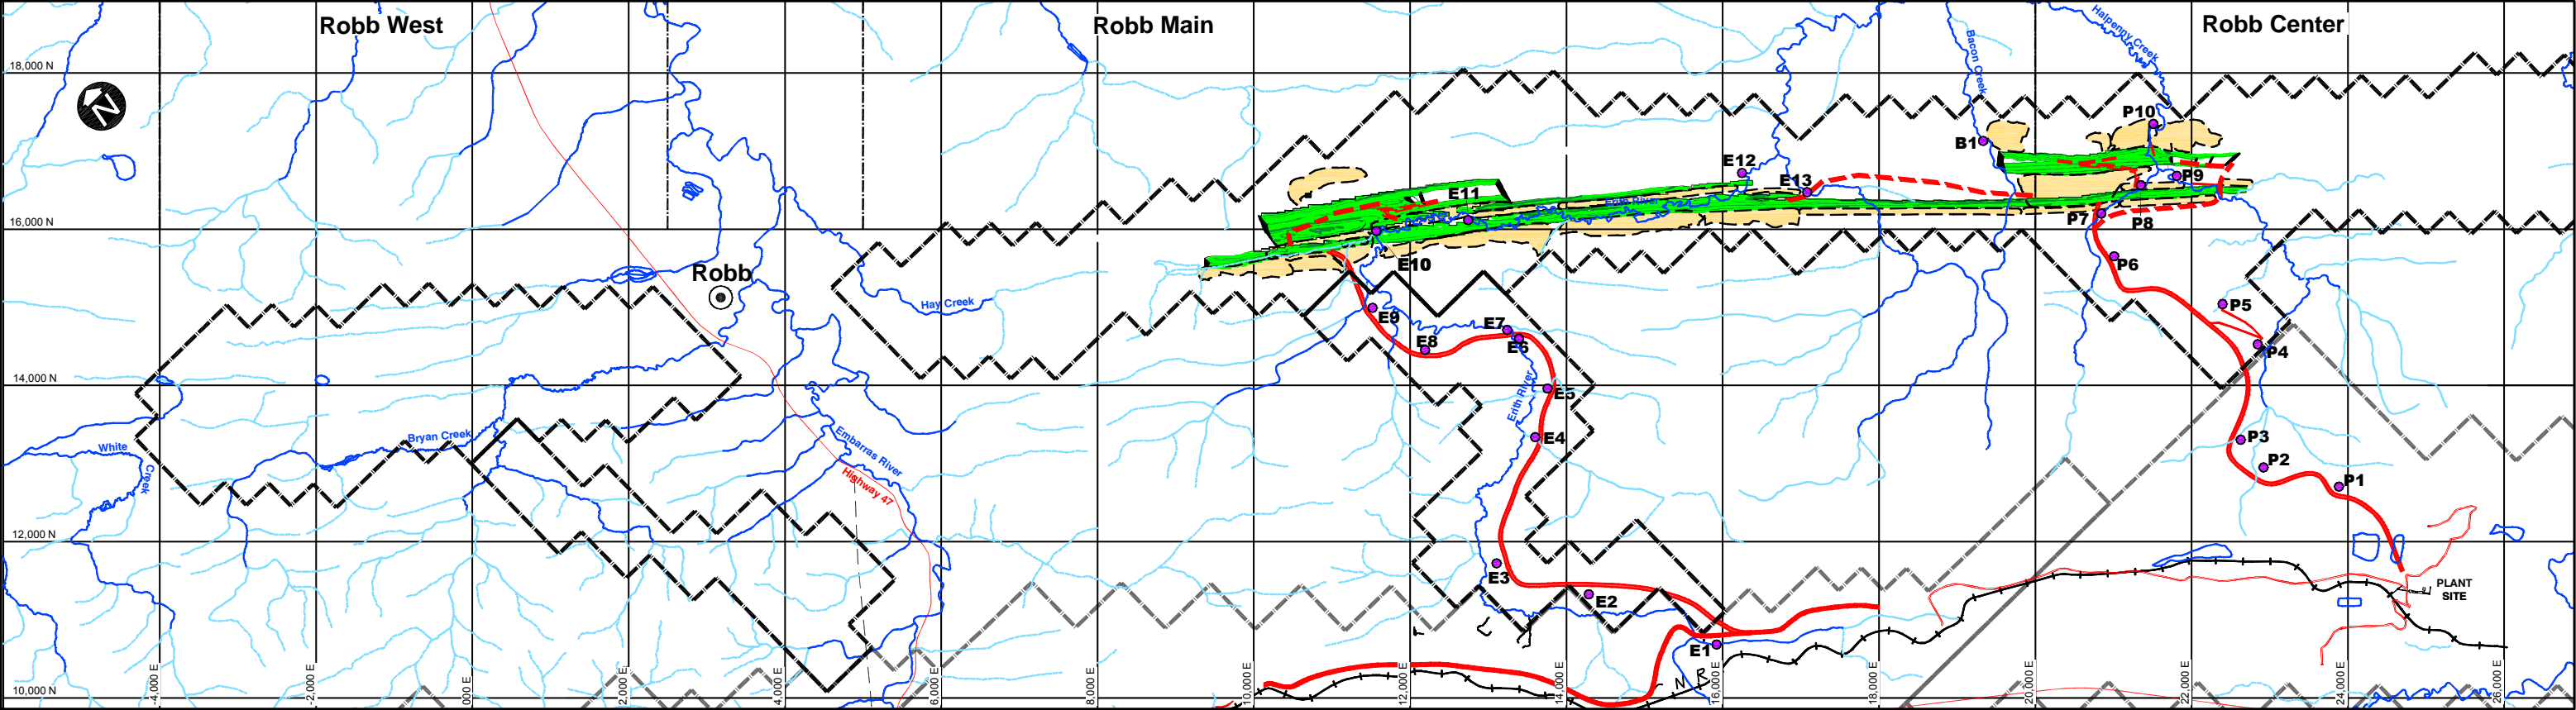 Robb West
Robb Main
Robb Center
Halpenny Creek
Bacon Creek
18,000 N
N
P10
B1
E12
E13
P9
E11
Erith River
16,000 N
P7
P8
E10
Robb
P6
Hay Creek
P5
E9
E7
E8
E6
P4
14,000 N
E5
Erith River
White
Creek
Bryan Creek
Embarras River
Highway 47
E4
P3
P2
P1
12,000 N
E3
E2
PLANT
SITE
E1
N R
10,000 N
-4,000 E
-2,000 E
000 E
2,000 E
4,000 E
6,000 E
8,000 E
10,000 E
12,000 E
14,000 E
16,000 E
18,000 E
20,000 E
22,000 E
24,000 E
26,000 E